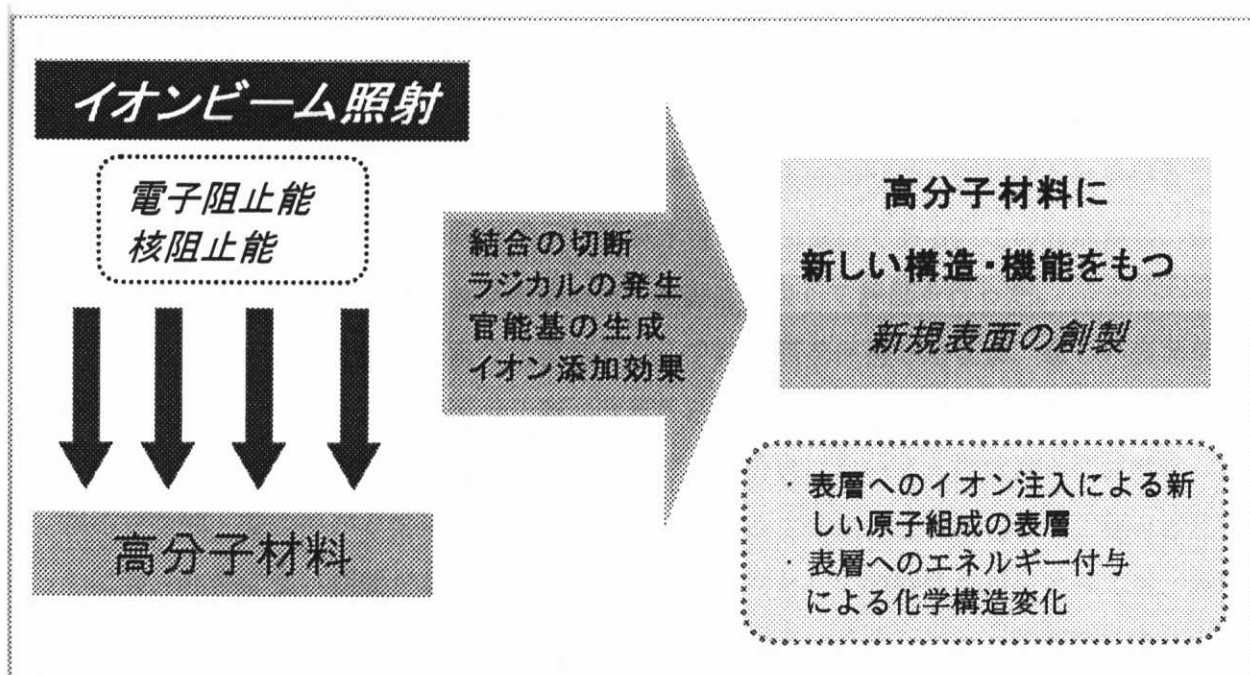 イオンビーム照射
電子阻止能
核阻止能
高分子材料
結合の切断
ラジカルの発生
官能基の生成
イオン添加効果
高分子材料に
新しい構造・機能をもつ
新規表面の創製
・表層へのイオン注入による新
しい原子組成の表層
・表層へのエネルギー付与
による化学構造変化